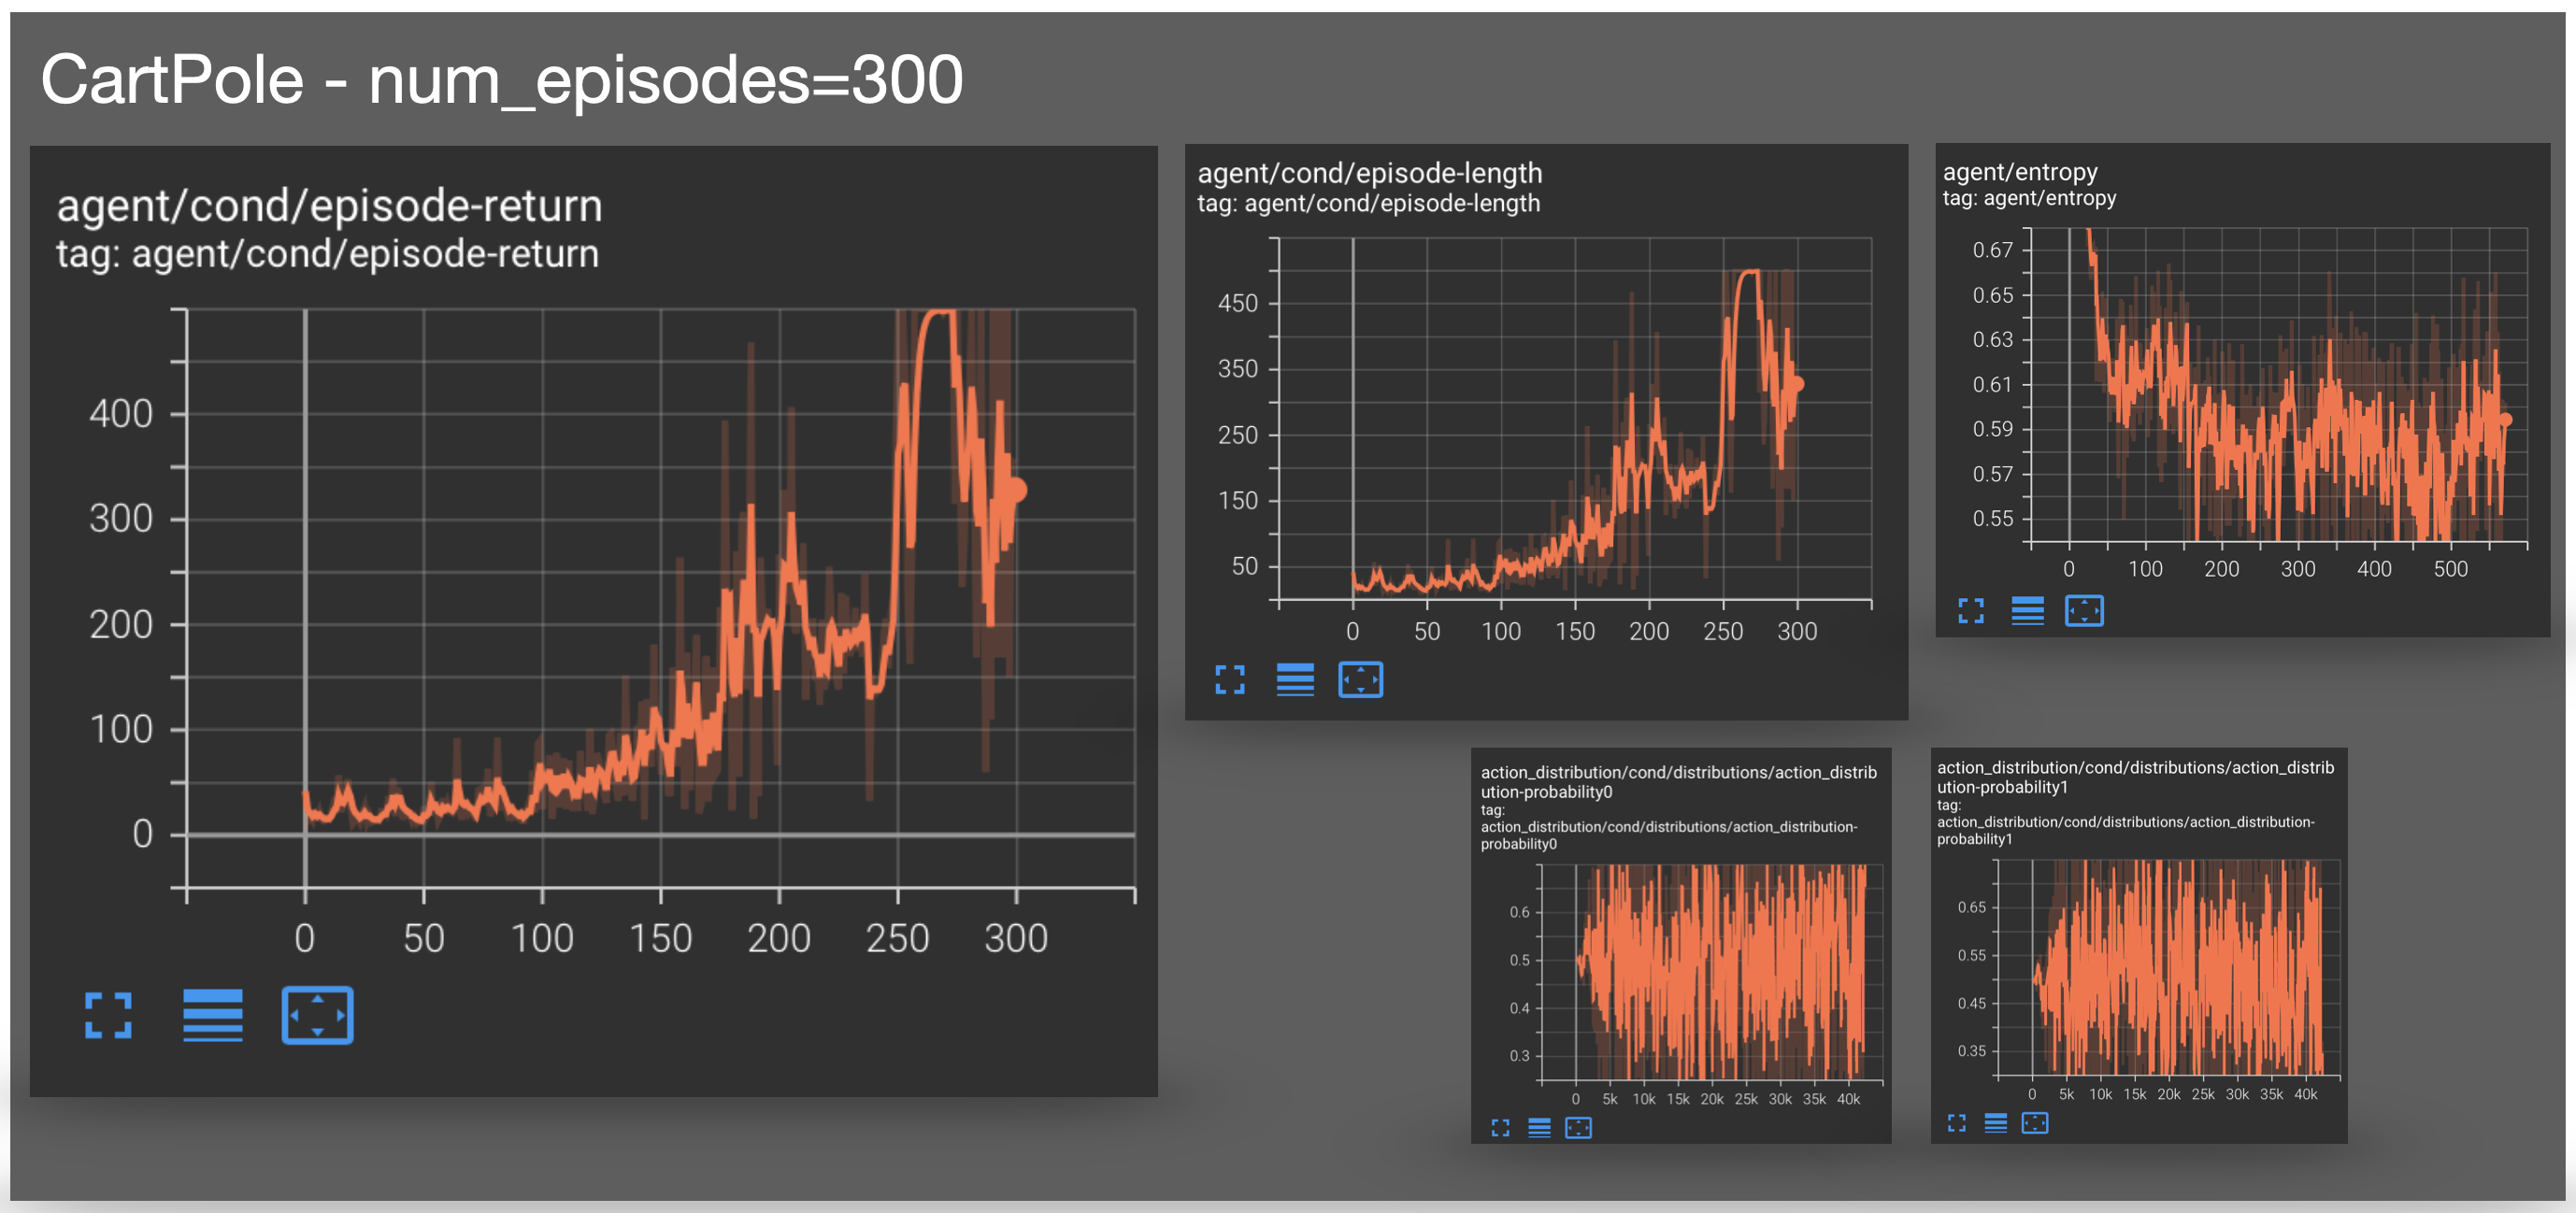 CartPole - num_episodes=300
agent/cond/episode-return
tag: agent/cond/episode-return
400
300
200
100
0
0 50 100 150 200 250 300
agent/cond/episode-length
tag: agent/cond/episode-length
450
350
250
150
50
0 50 100 150 200 250 300
agent/entropy
tag: agent/entropy
0.67
0.65
0.63
0.61
0.59
0.57
0.55
0 100 200 300 400 500
action_distribution/cond/distributions/action_distrib
ution-probability0
tag:
action_distribution/cond/distributions/action_distribution-
probability0
0.6
0.5
0.4
0.3
0 5k 10k 15k 20k 25k 30k 35k 40k
action_distribution/cond/distributions/action_distrib
ution-probability1
tag:
action_distribution/cond/distributions/action_distribution-
probability1
0.65
0.55
0.45
0.35
0 5k 10k 15k 20k 25k 30k 35k 40k